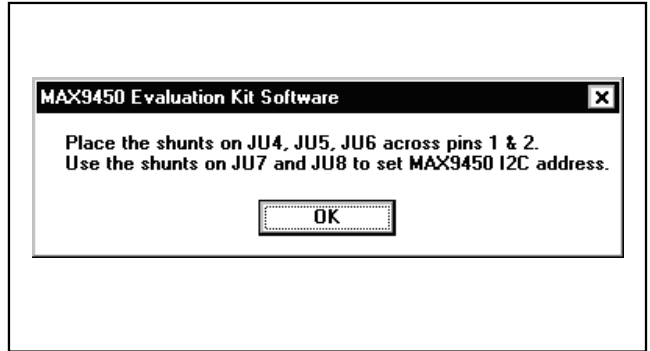 MAX9450 Evaluation Kit Software
Place the shunts on JU4, JU5, JU6 across pins 1 & 2.
Use the shunts on JU7 and JU8 to set MAX9450 I2C address.
OK